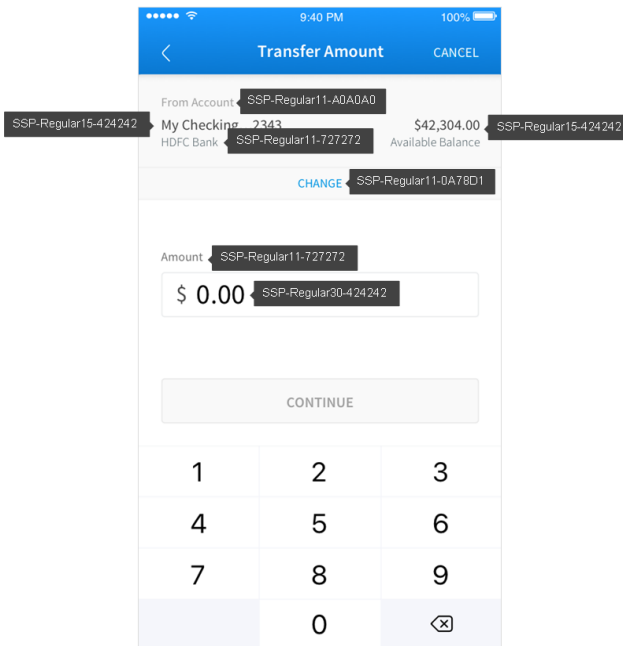 9:40 PM 100%
Transfer Amount CANCEL
From Account SSP-Regular11-A0A0A0
SSP-Regular15-424242 My Checking 2343 $42,304.00 SSP-Regular15-424242
HDFC Bank SSP-Regular11-727272 Available Balance
CHANGE SSP-Regular11-0A78D1
Amount SSP-Regular11-727272
$ 0.00 SSP-Regular30-424242
CONTINUE
1 2 3
4 5 6
7 8 9
0